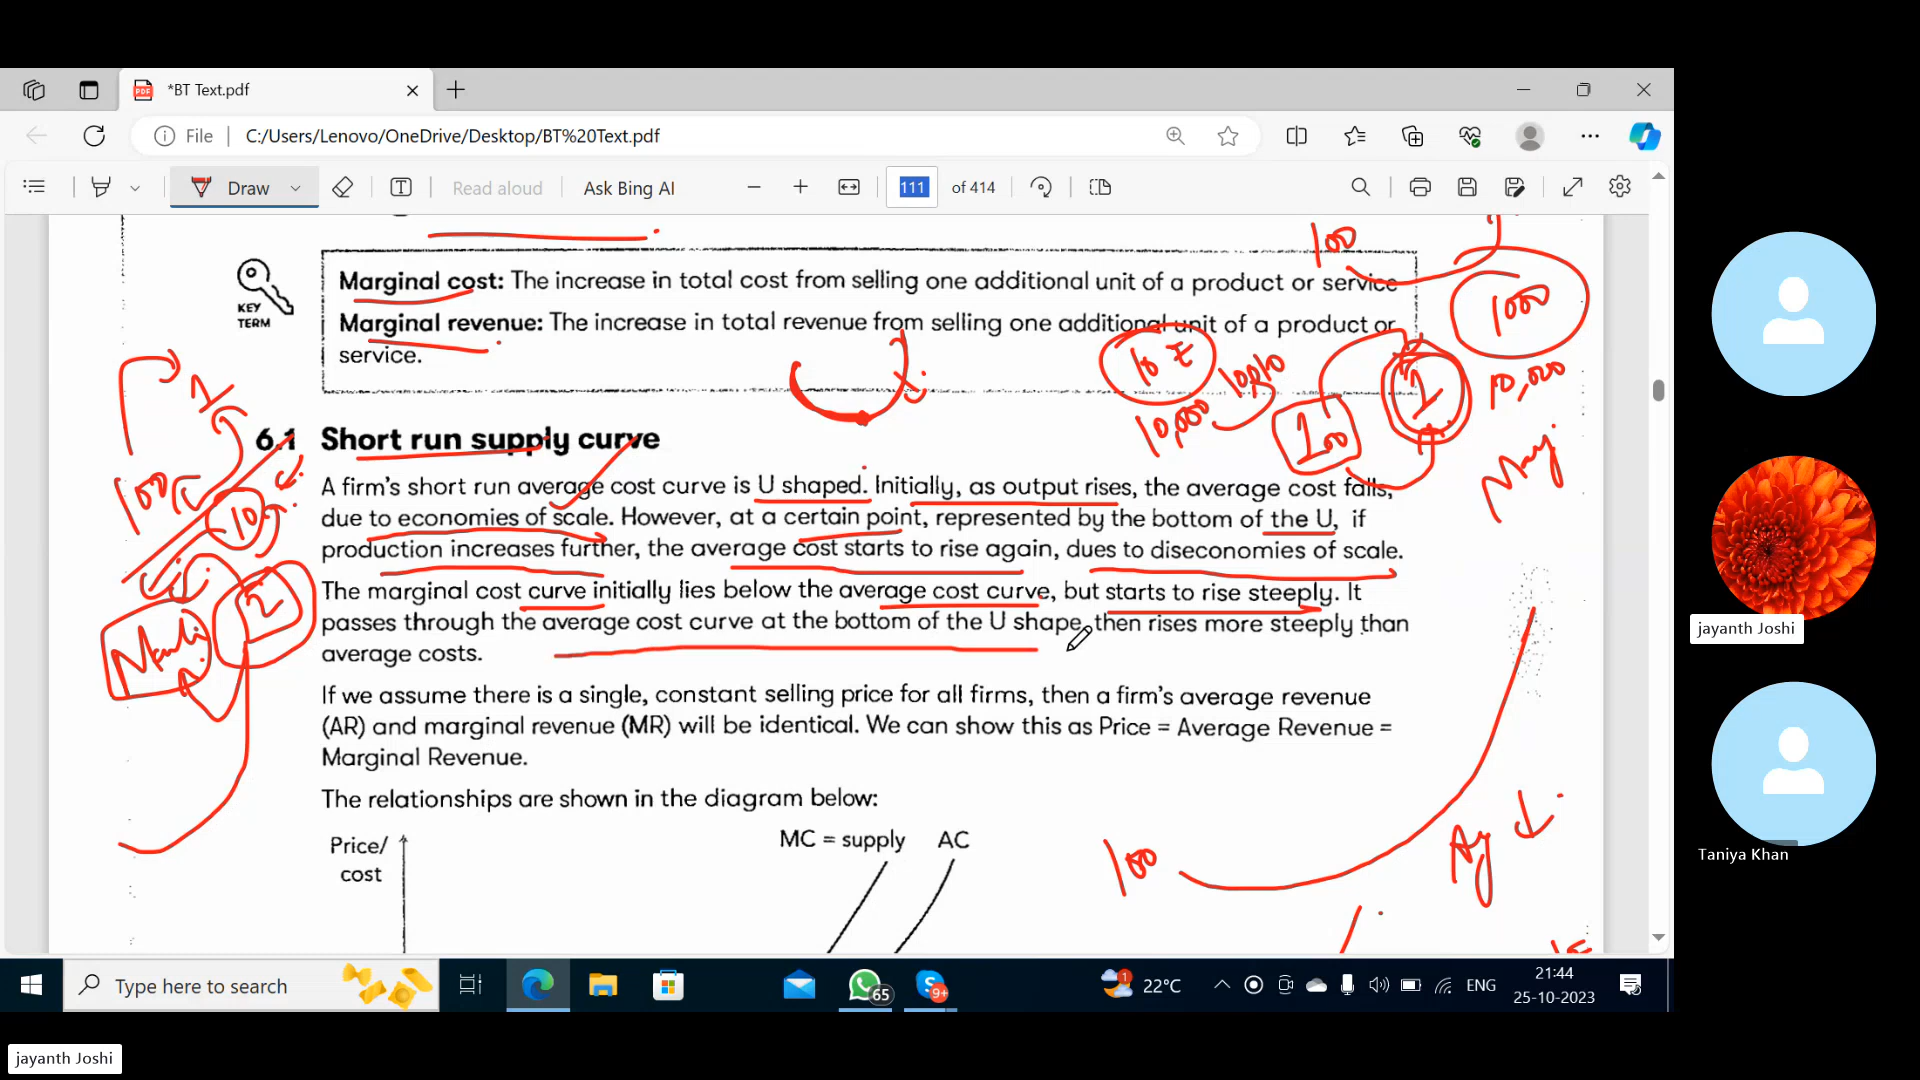 *BT Text.pdf
File
C:/Users/Lenovo/OneDrive/Desktop/BT%20Text.pdf
Draw
Read aloud
Ask Bing AI
111
of 414
KEY
TERM
Marginal cost: The increase in total cost from selling one additional unit of a product or service
Marginal revenue: The increase in total revenue from selling one additional unit of a product or
service.
100
1000
10,000
10,000
10010
100
1
6.1 Short run supply curve
A firm's short run average cost curve is U shaped. Initially, as output rises, the average cost falls,
due to economies of scale. However, at a certain point, represented by the bottom of the U, if
production increases further, the average cost starts to rise again, dues to diseconomies of scale.
The marginal cost curve initially lies below the average cost curve, but starts to rise steeply. It
passes through the average cost curve at the bottom of the U shape, then rises more steeply than
average costs.
10
2
If we assume there is a single, constant selling price for all firms, then a firm's average revenue
(AR) and marginal revenue (MR) will be identical. We can show this as Price = Average Revenue =
Marginal Revenue.
The relationships are shown in the diagram below:
Price/
cost
MC = supply
AC
100
jayanth Joshi
Taniya Khan
Type here to search
65
9+
1
22°C
ENG
21:44
25-10-2023
jayanth Joshi